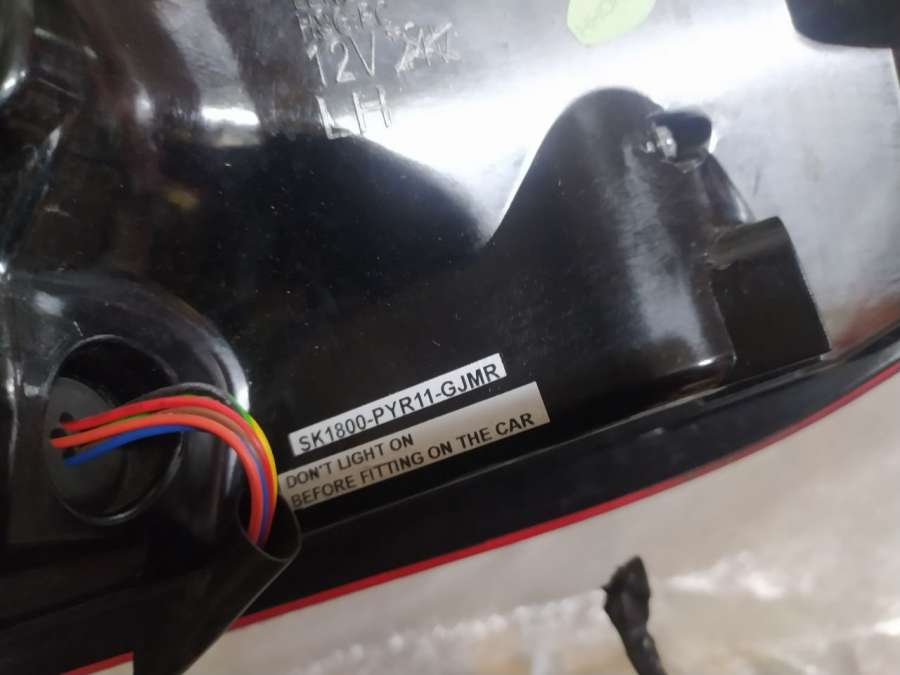 12V
LH
SK1800-PYR11-GJMR
DON'T LIGHT ON
BEFORE FITTING ON THE CAR